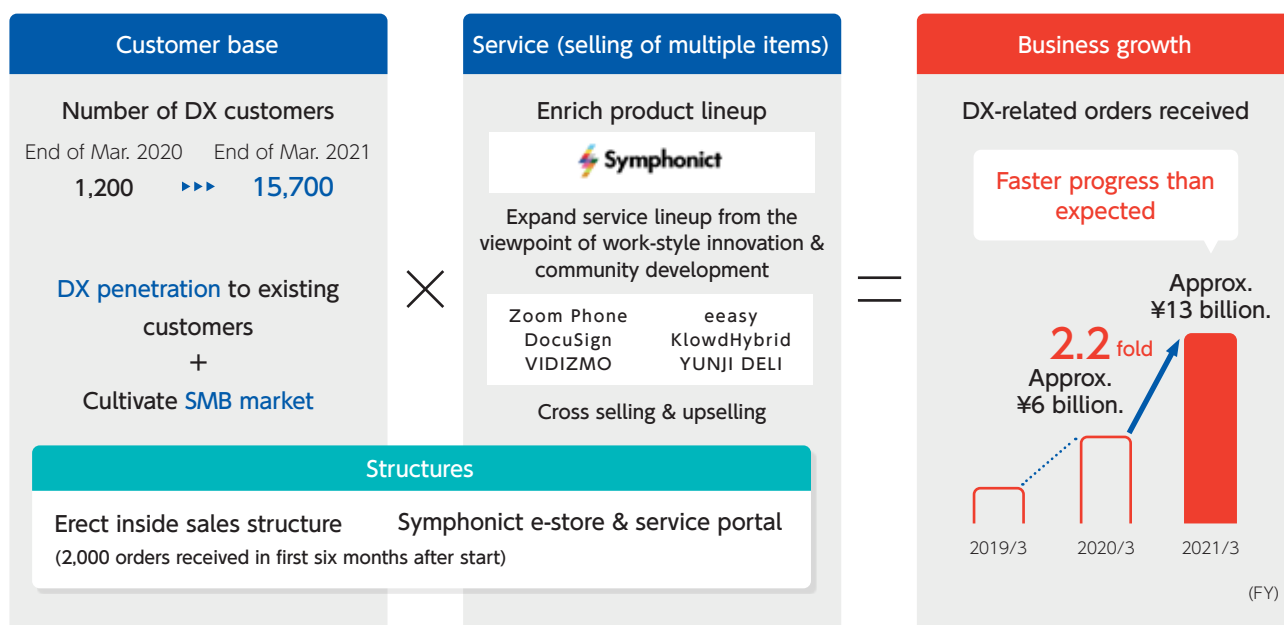 Customer base
Number of DX customers
End of Mar. 2020 End of Mar. 2021
1,200 15,700
DX penetration to existing
customers
+
Cultivate SMB market
×
Service (selling of multiple items)
Enrich product lineup
Symphonict
Expand service lineup from the
viewpoint of work-style innovation &
community development
Zoom Phone eeasy
DocuSign KlowdHybrid
VIDIZMO YUNJI DELI
Cross selling & upselling
Structures
Erect inside sales structure
(2,000 orders received in first six months after start)
Symphonict e-store & service portal
=
Business growth
DX-related orders received
Faster progress than
expected
Approx.
¥13 billion.
2.2 fold
Approx.
¥6 billion.
2019/3 2020/3 2021/3
(FY)